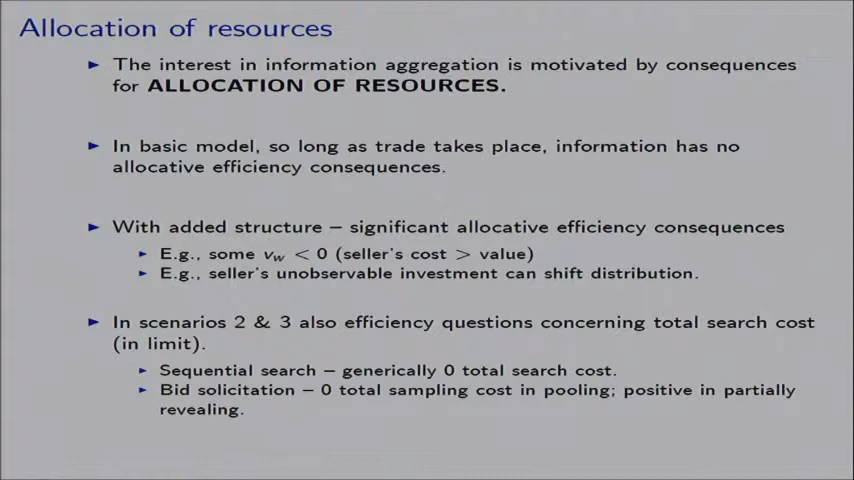 Allocation of resources
► The interest in information aggregation is motivated by consequences
for ALLOCATION OF RESOURCES.
► In basic model, so long as trade takes place, information has no
allocative efficiency consequences.
► With added structure – significant allocative efficiency consequences
► E.g., some v_w < 0 (seller's cost > value)
► E.g., seller's unobservable investment can shift distribution.
► In scenarios 2 & 3 also efficiency questions concerning total search cost
(in limit).
► Sequential search – generically 0 total search cost.
► Bid solicitation – 0 total sampling cost in pooling; positive in partially
revealing.